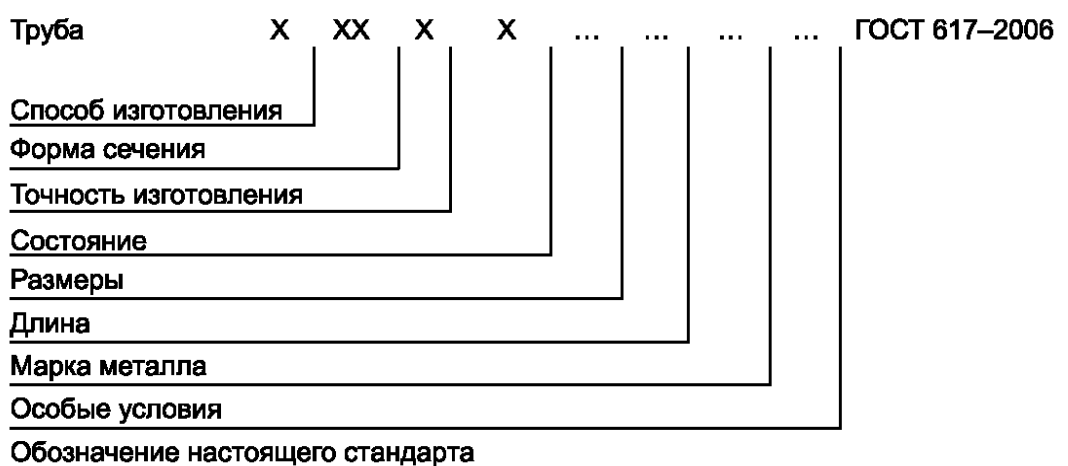 Труба Х ХХ Х Х ... ... ... ... ГОСТ 617–2006
Способ изготовления
Форма сечения
Точность изготовления
Состояние
Размеры
Длина
Марка металла
Особые условия
Обозначение настоящего стандарта